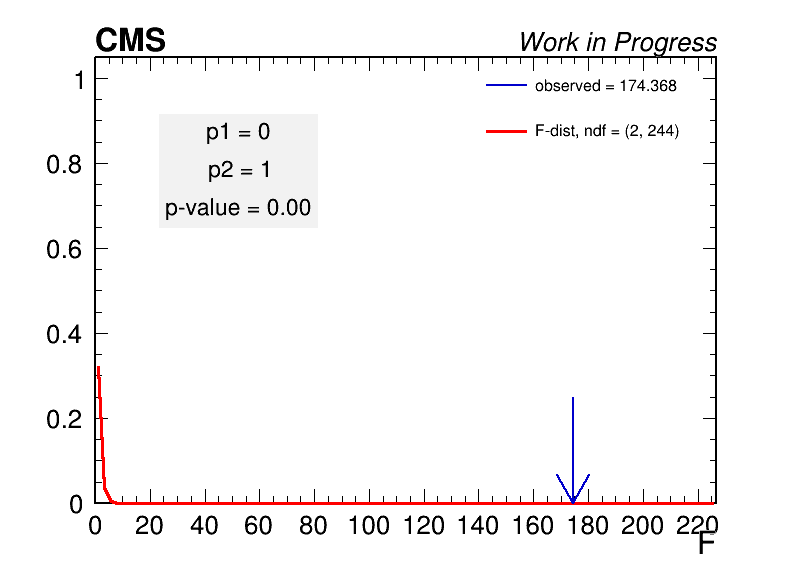 CMS
Work in Progress
observed = 174.368
F-dist, ndf = (2, 244)
p1 = 0
p2 = 1
p-value = 0.00
1
0.8
0.6
0.4
0.2
0
0 20 40 60 80 100 120 140 160 180 200 220
F